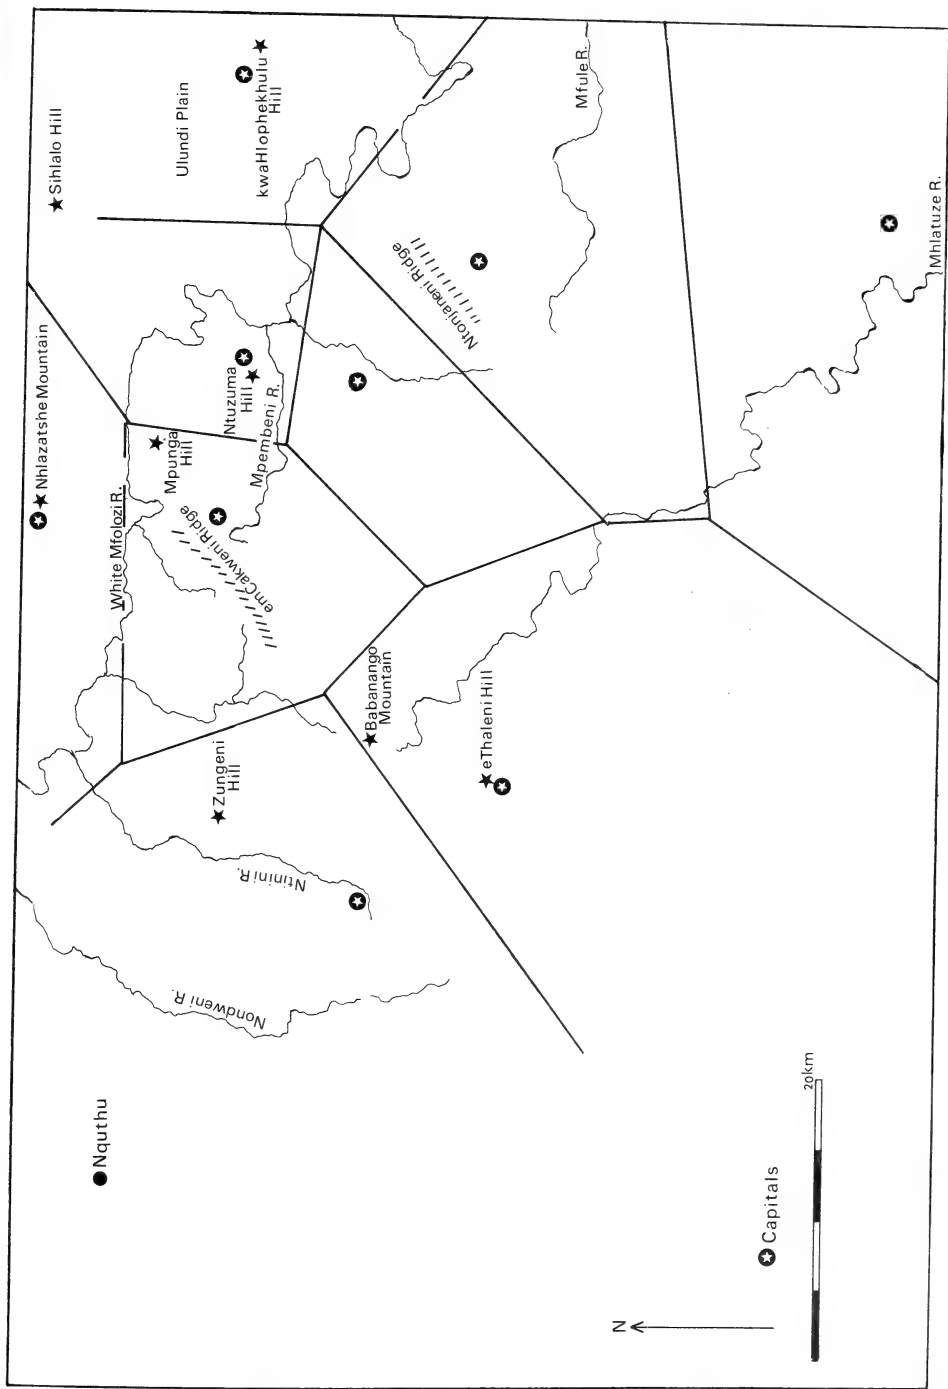 Sihlalo Hill
Ulundi Plain
kwaHlophekhulu
Hill
Nhlazatshe Mountain
Ntuzuma
Hill
Mpembeni R.
Mpunga
Hill
White Mfolozi R.
emCakweni Ridge
Ntonjaneni Ridge
Mfule R.
Mhlatuze R.
Babanango
Mountain
eThaleni Hill
Zungeni
Hill
Ntinini R.
Nondweni R.
Nquthu
Capitals
20km
N